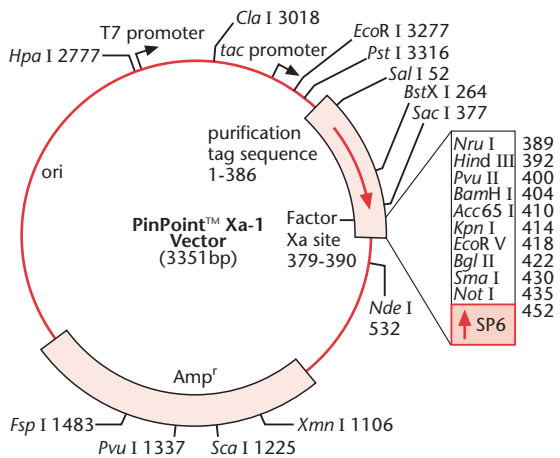 Cla I 3018
T7 promoter
Hpa I 2777
tac promoter
EcoR I 3277
Pst I 3316
Sal I 52
BstX I 264
Sac I 377
purification
tag sequence
1-386
ori
PinPoint™ Xa-1
Vector
(3351bp)
Factor
Xa site
379-390
Nru I 389
Hind III 392
Pvu II 400
BamH I 404
Acc65 I 410
Kpn I 414
EcoR V 418
Bgl II 422
Sma I 430
Not I 435
452
SP6
Nde I
532
Ampʳ
Fsp I 1483
Pvu I 1337
Sca I 1225
Xmn I 1106